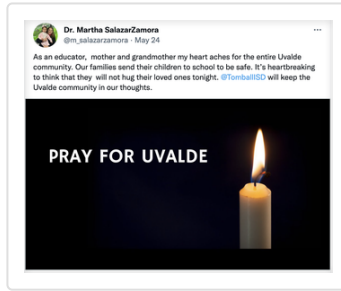 Dr. Martha SalazarZamora
@m_salazarzamora · May 24
As an educator, mother and grandmother my heart aches for the entire Uvalde
community. Our families send their children to school to be safe. It's heartbreaking
to think that they will not hug their loved ones tonight. @TomballISD will keep the
Uvalde community in our thoughts.
PRAY FOR UVALDE